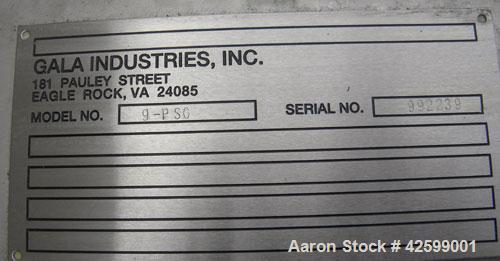 GALA INDUSTRIES, INC.
181 PAULEY STREET
EAGLE ROCK, VA 24085
MODEL NO. 9-PSG SERIAL NO. 992239
Aaron Stock # 42599001